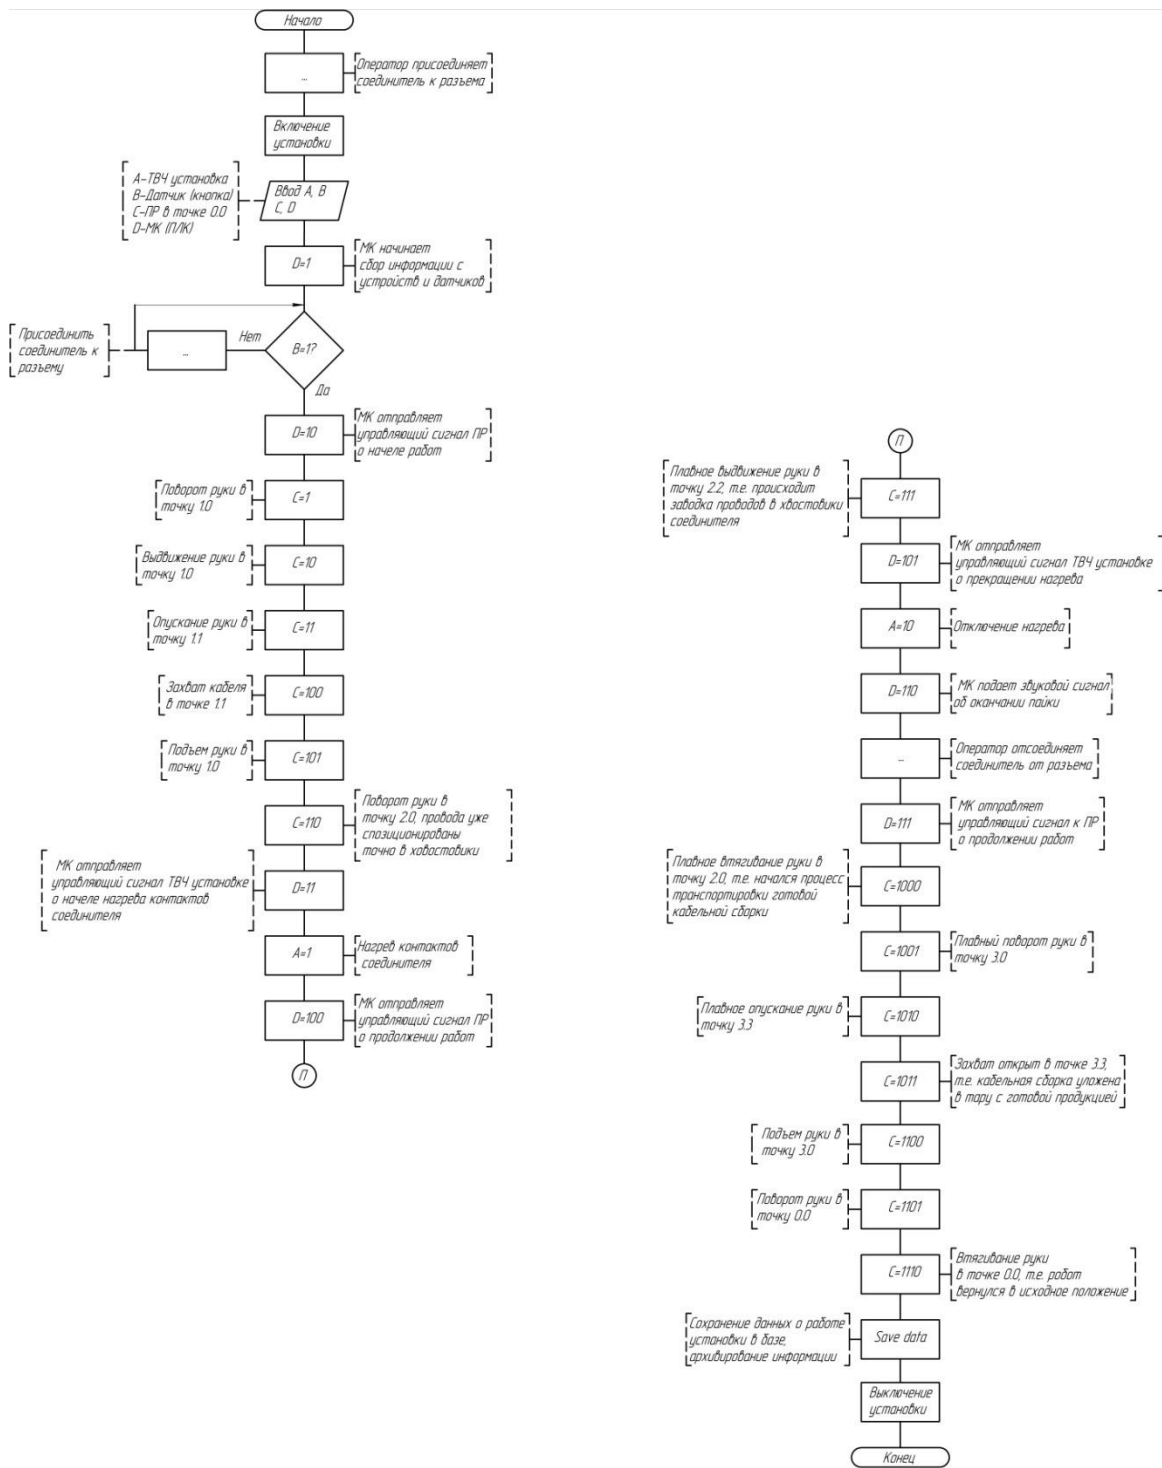 Начало
...
Оператор присоединяет
соединитель к разъема
Включение
установки
А-ТВЧ установка
В-Датчик (кнопка)
С-ПР в точке 0.0
D-МК (ПЛК)
Ввод А, В
С, D
D=1
МК начинает
сбор информации с
устройств и датчиков
Присоединить
соединитель к
разъему
...
Нет
B=1?
Да
D=10
МК отправляет
управляющий сигнал ПР
о начеле работ
Поворот руки в
точку 1.0
C=1
Выдвижение руки в
точку 1.0
C=10
Опускание руки в
точку 1.1
C=11
Захват кабеля
в точке 1.1
C=100
Подъем руки в
точку 1.0
C=101
C=110
Поворот руки в
точку 2.0, провода уже
спозиционированы
точно в ховостовики
МК отправляет
управляющий сигнал ТВЧ установке
о начеле нагрева контактов
соединителя
D=11
A=1
Нагрев контактов
соединителя
D=100
МК отправляет
управляющий сигнал ПР
о продолжении работ
П
П
Плавное выдвижение руки в
точку 2.2, т.е. происходит
заводка проводов в хвостовики
соединителя
C=111
D=101
МК отправляет
управляющий сигнал ТВЧ установке
о прекращении нагрева
A=10
Отключение нагрева
D=110
МК подает звуковой сигнал
об окончании пайки
...
Оператор отсоединяет
соединитель от разъема
D=111
МК отправляет
управляющий сигнал к ПР
о продолжении работ
Плавное втягивание руки в
точку 2.0, т.е. начался процесс
транспортировки готовой
кабельной сборки
C=1000
C=1001
Плавный поворот руки в
точку 3.0
Плавное опускание руки в
точку 3.3
C=1010
C=1011
Захват открыт в точке 3.3,
т.е. кабельная сборка уложена
в тару с готовой продукцией
Подъем руки в
точку 3.0
C=1100
Поворот руки в
точку 0.0
C=1101
C=1110
Втягивание руки
в точке 0.0, т.е. робот
вернулся в исходное положение
Сохранение данных о работе
установки в базе,
архивирование информации
Save data
Выключение
установки
Конец